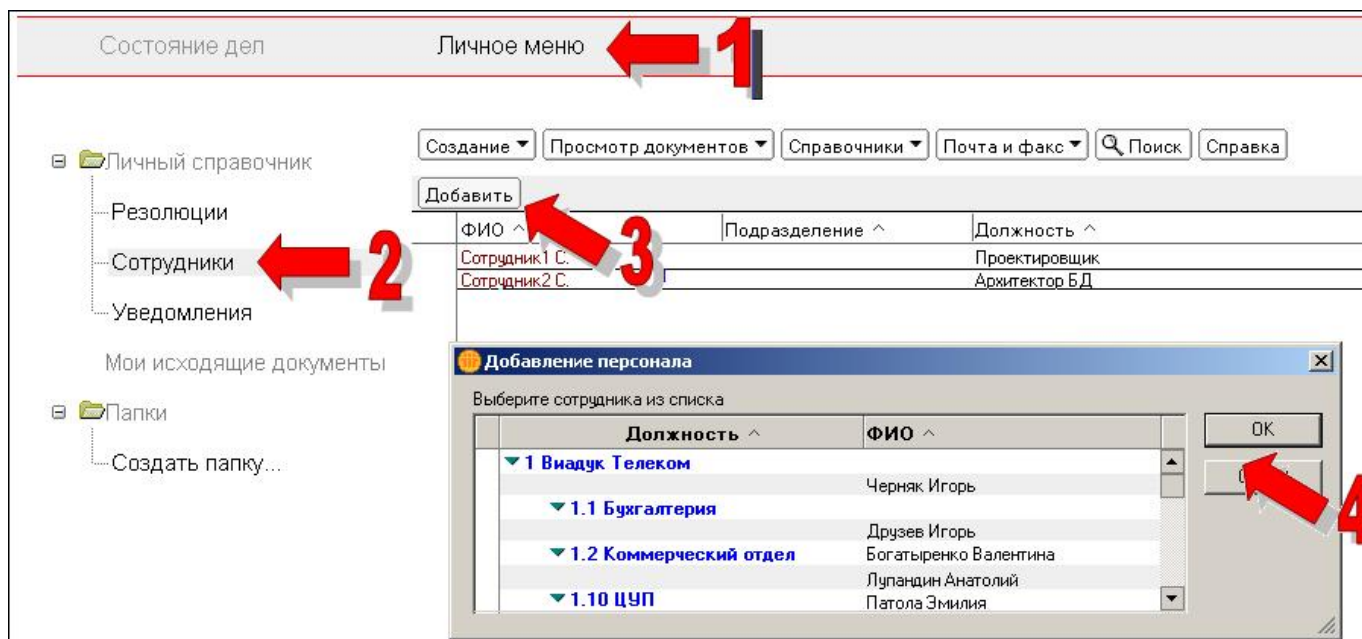 Состояние дел
Личное меню
1
Создание
Просмотр документов
Справочники
Почта и факс
Поиск
Справка
Личный справочник
Добавить
Резолюции
3
ФИО
Подразделение
Должность
Сотрудники
2
Сотрудник1 С.
Проектировщик
Сотрудник2 С.
Архитектор БД
Уведомления
Мои исходящие документы
Папки
Создать папку...
Добавление персонала
Выберите сотрудника из списка
Должность
ФИО
OK
1 Виадук Телеком
Черняк Игорь
1.1 Бухгалтерия
Друзев Игорь
1.2 Коммерческий отдел
Богатыренко Валентина
Лупандин Анатолий
1.10 ЦУП
Патола Эмилия
4